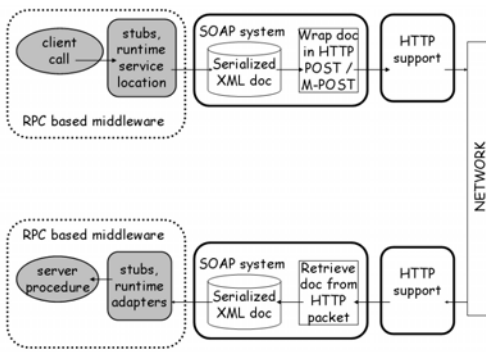 client
call
stubs,
runtime
service
location
RPC based middleware
SOAP system
Serialized
XML doc
Wrap doc
in HTTP
POST /
M-POST
HTTP
support
NETWORK
RPC based middleware
server
procedure
stubs,
runtime
adapters
SOAP system
Serialized
XML doc
Retrieve
doc from
HTTP
packet
HTTP
support